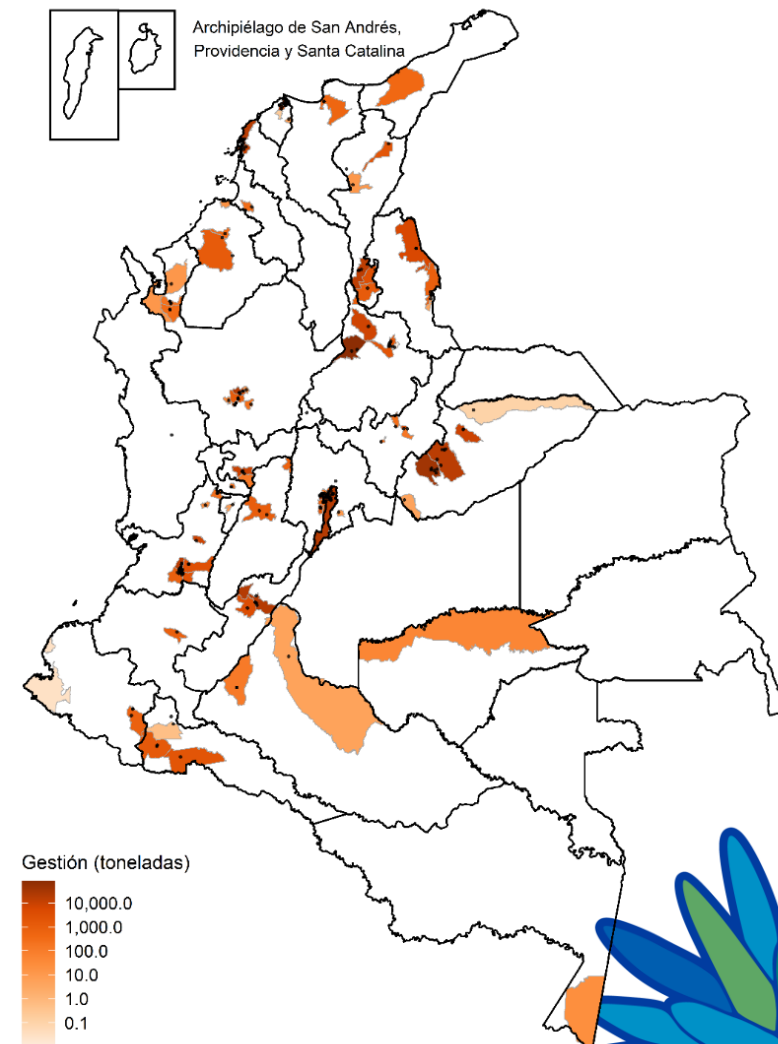 Archipiélago de San Andrés,
Providencia y Santa Catalina
Gestión (toneladas)
10,000.0
1,000.0
100.0
10.0
1.0
0.1